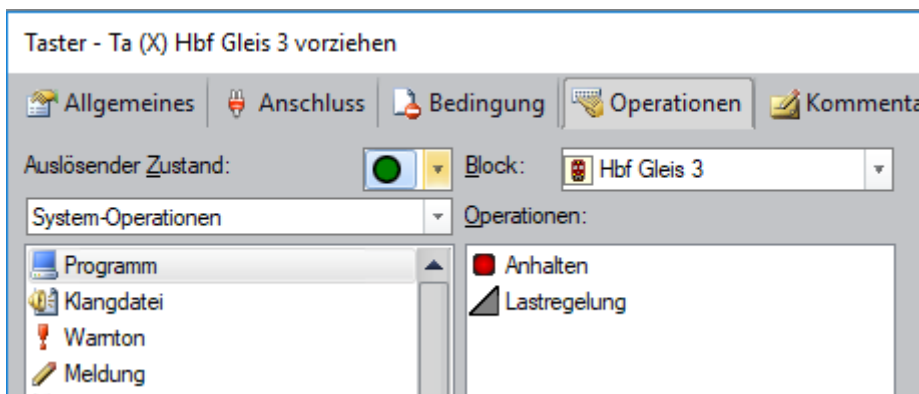 Taster - Ta (X) Hbf Gleis 3 vorziehen
Allgemeines Anschluss Bedingung Operationen Kommenta
Auslösender Zustand: Block: Hbf Gleis 3
System-Operationen Operationen:
Programm Anhalten
Klangdatei Lastregelung
Warnton
Meldung